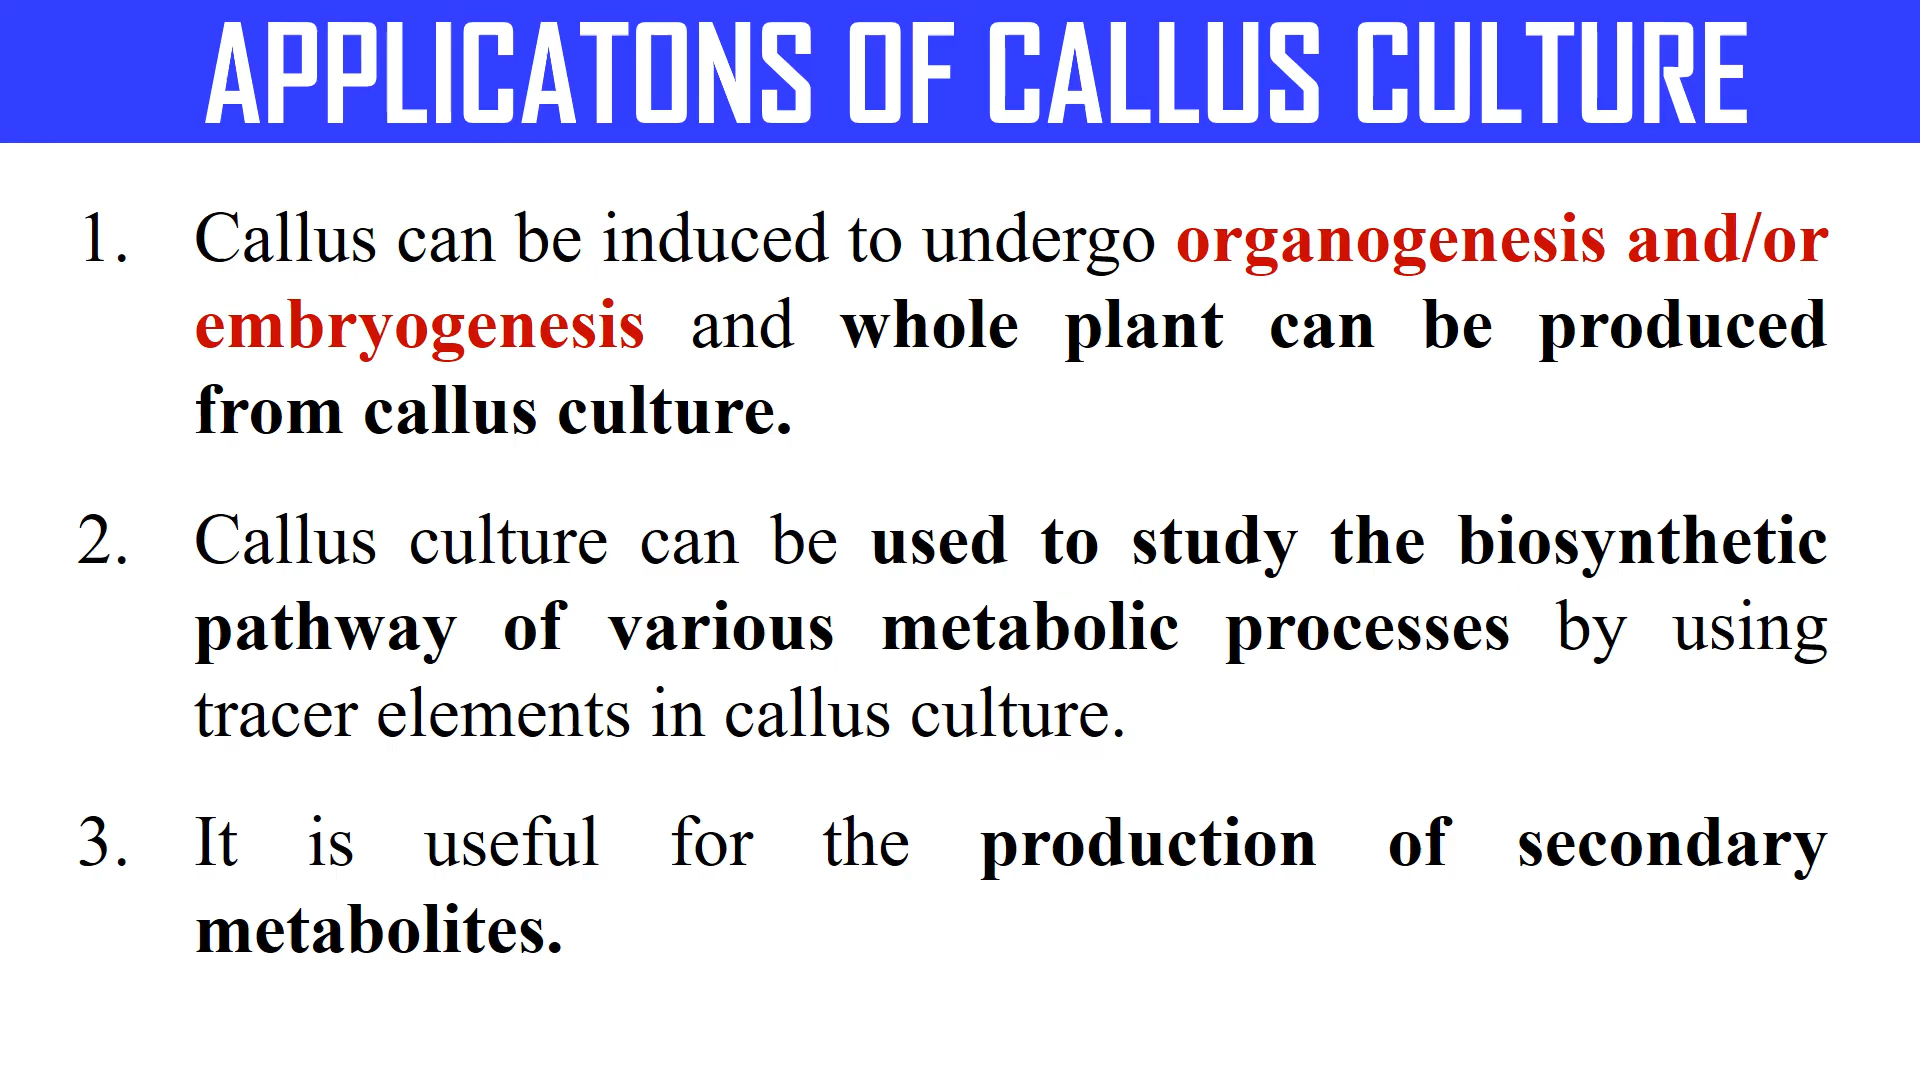 APPLICATONS OF CALLUS CULTURE
1. Callus can be induced to undergo organogenesis and/or
embryogenesis and whole plant can be produced
from callus culture.
2. Callus culture can be used to study the biosynthetic
pathway of various metabolic processes by using
tracer elements in callus culture.
3. It is useful for the production of secondary
metabolites.